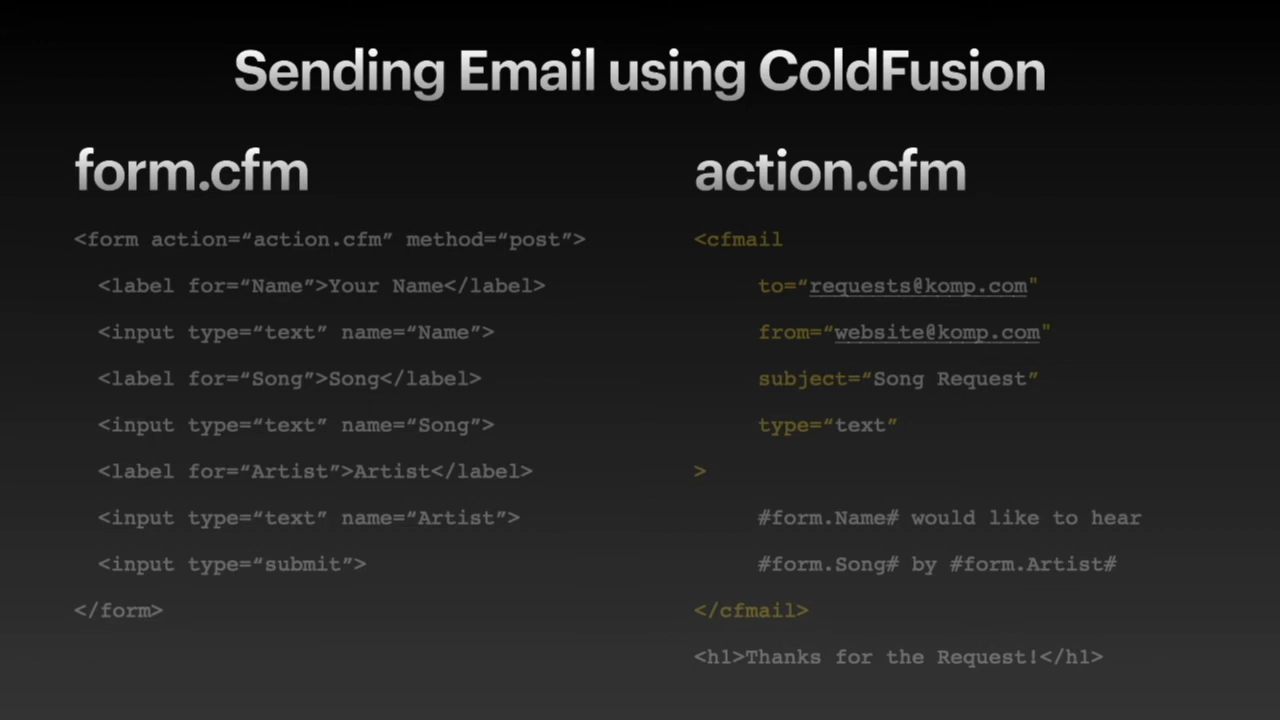 Sending Email using ColdFusion
form.cfm
<form action=“action.cfm” method=“post”>
<label for=“Name”>Your Name</label>
<input type=“text” name=“Name”>
<label for=“Song”>Song</label>
<input type=“text” name=“Song”>
<label for=“Artist”>Artist</label>
<input type=“text” name=“Artist”>
<input type=“submit”>
</form>
action.cfm
<cfmail
to=“requests@komp.com"
from=“website@komp.com"
subject=“Song Request”
type=“text”
>
#form.Name# would like to hear
#form.Song# by #form.Artist#
</cfmail>
<h1>Thanks for the Request!</h1>